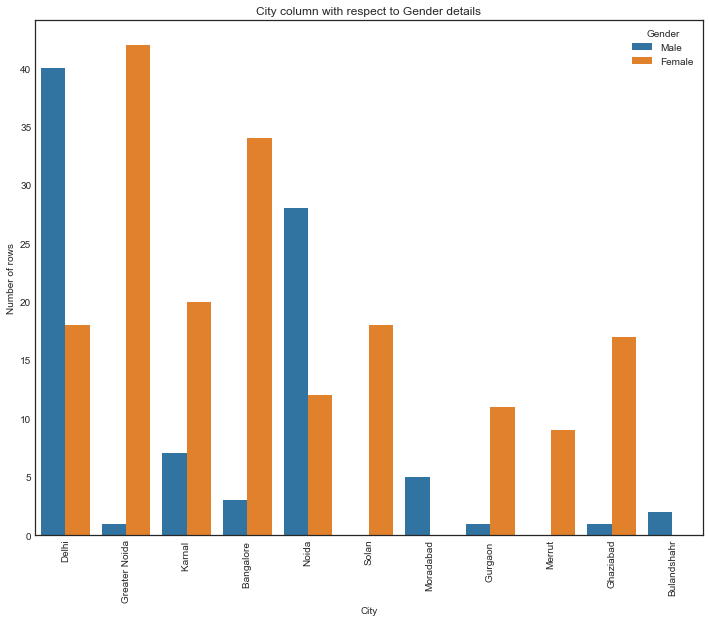 City column with respect to Gender details
Gender
Male
Female
Number of rows
40
35
30
25
20
15
10
5
0
Delhi
Greater Noida
Karnal
Bangalore
Noida
Solan
Moradabad
Gurgaon
Merrut
Ghaziabad
Bulandshahr
City